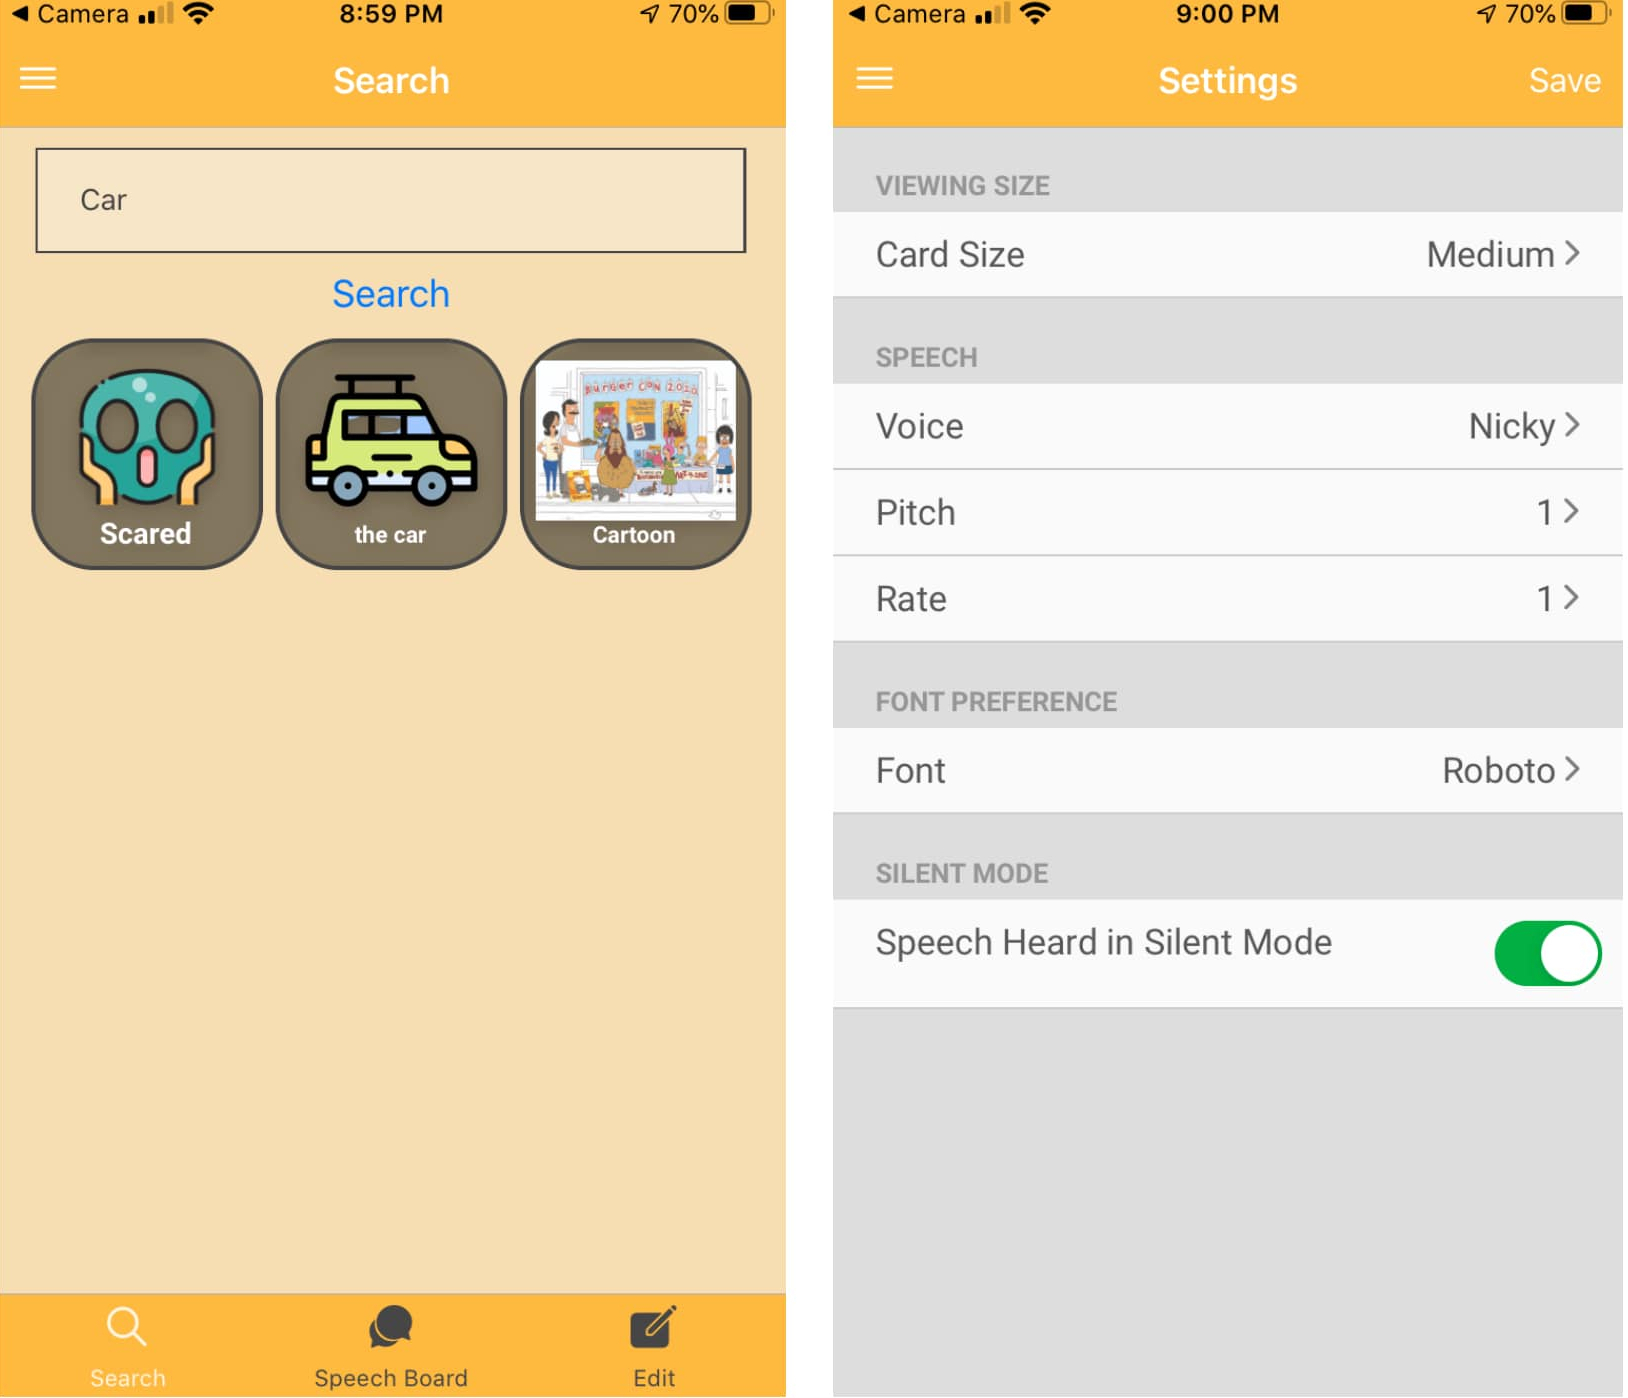 Camera
8:59 PM
70%
Search
Car
Search
BURGER CON 2020
Scared
the car
Cartoon
Search
Speech Board
Edit
Camera
9:00 PM
70%
Settings
Save
VIEWING SIZE
Card Size
Medium
SPEECH
Voice
Nicky
Pitch
1
Rate
1
FONT PREFERENCE
Font
Roboto
SILENT MODE
Speech Heard in Silent Mode